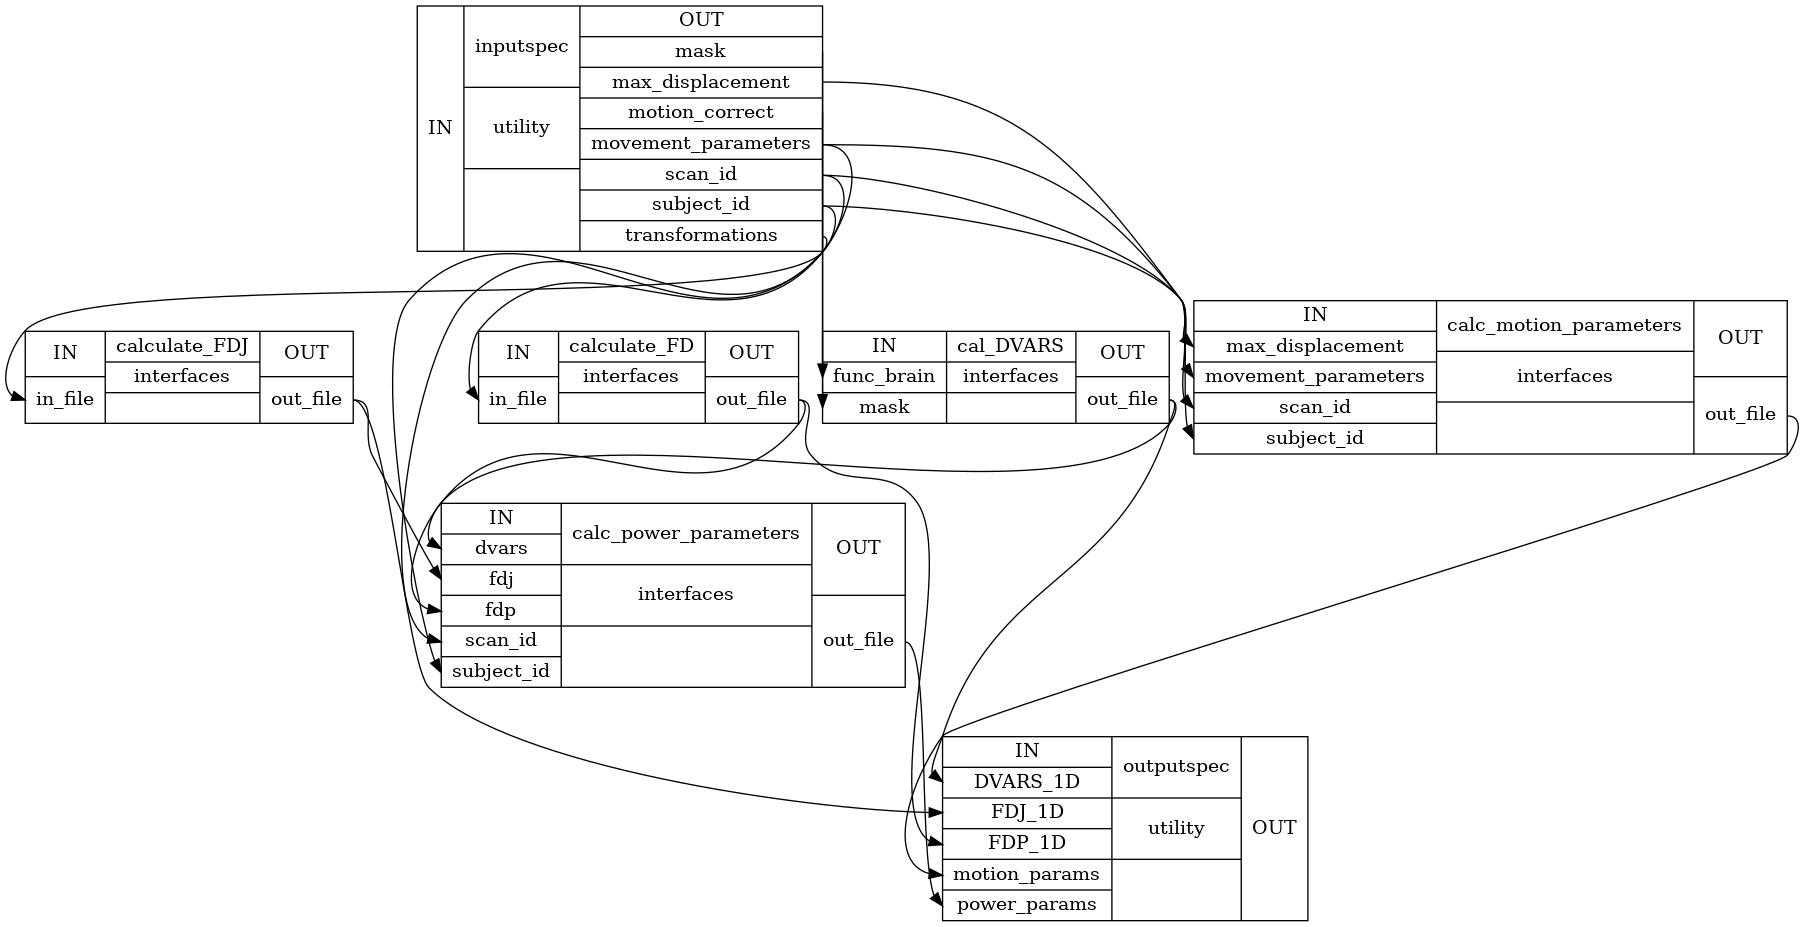 IN
inputspec
utility
OUT
mask
max_displacement
motion_correct
movement_parameters
scan_id
subject_id
transformations
IN
in_file
calculate_FDJ
interfaces
OUT
out_file
IN
in_file
calculate_FD
interfaces
OUT
out_file
IN
func_brain
mask
cal_DVARS
interfaces
OUT
out_file
IN
max_displacement
movement_parameters
scan_id
subject_id
calc_motion_parameters
interfaces
OUT
out_file
IN
dvars
fdj
fdp
scan_id
subject_id
calc_power_parameters
interfaces
OUT
out_file
IN
DVARS_1D
FDJ_1D
FDP_1D
motion_params
power_params
outputspec
utility
OUT